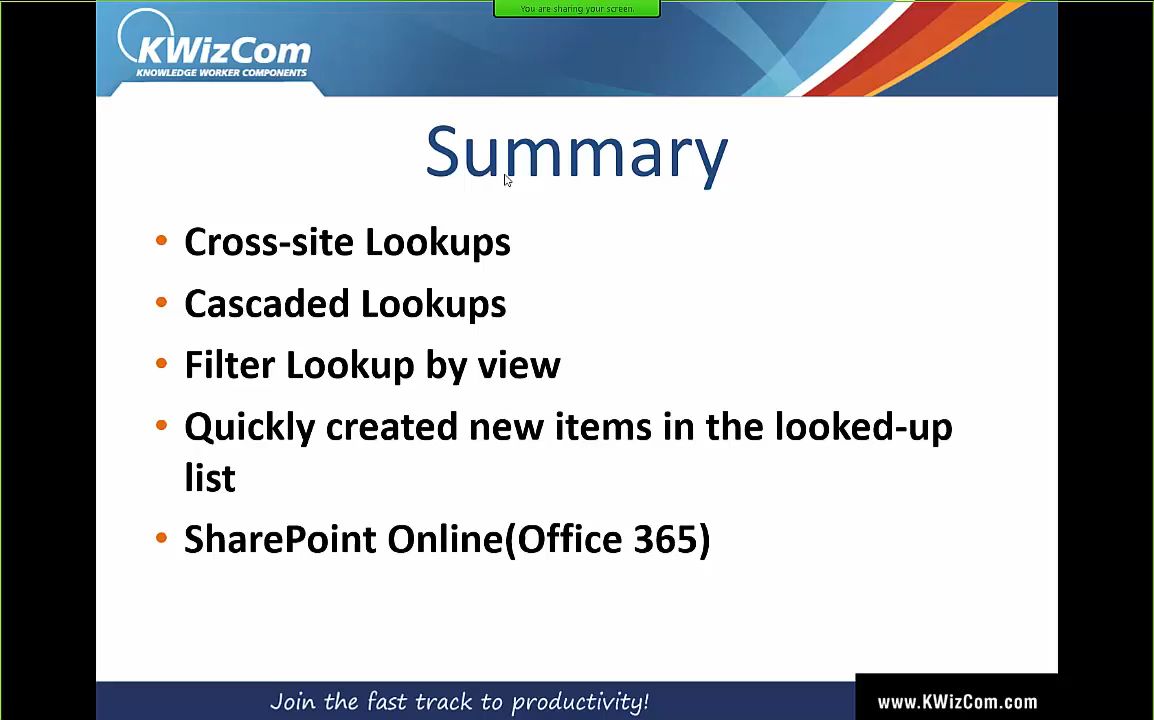 You are sharing your screen.
KWizCom
KNOWLEDGE WORKER COMPONENTS
Summary
• Cross-site Lookups
• Cascaded Lookups
• Filter Lookup by view
• Quickly created new items in the looked-up
list
• SharePoint Online(Office 365)
Join the fast track to productivity!
www.KWizCom.com